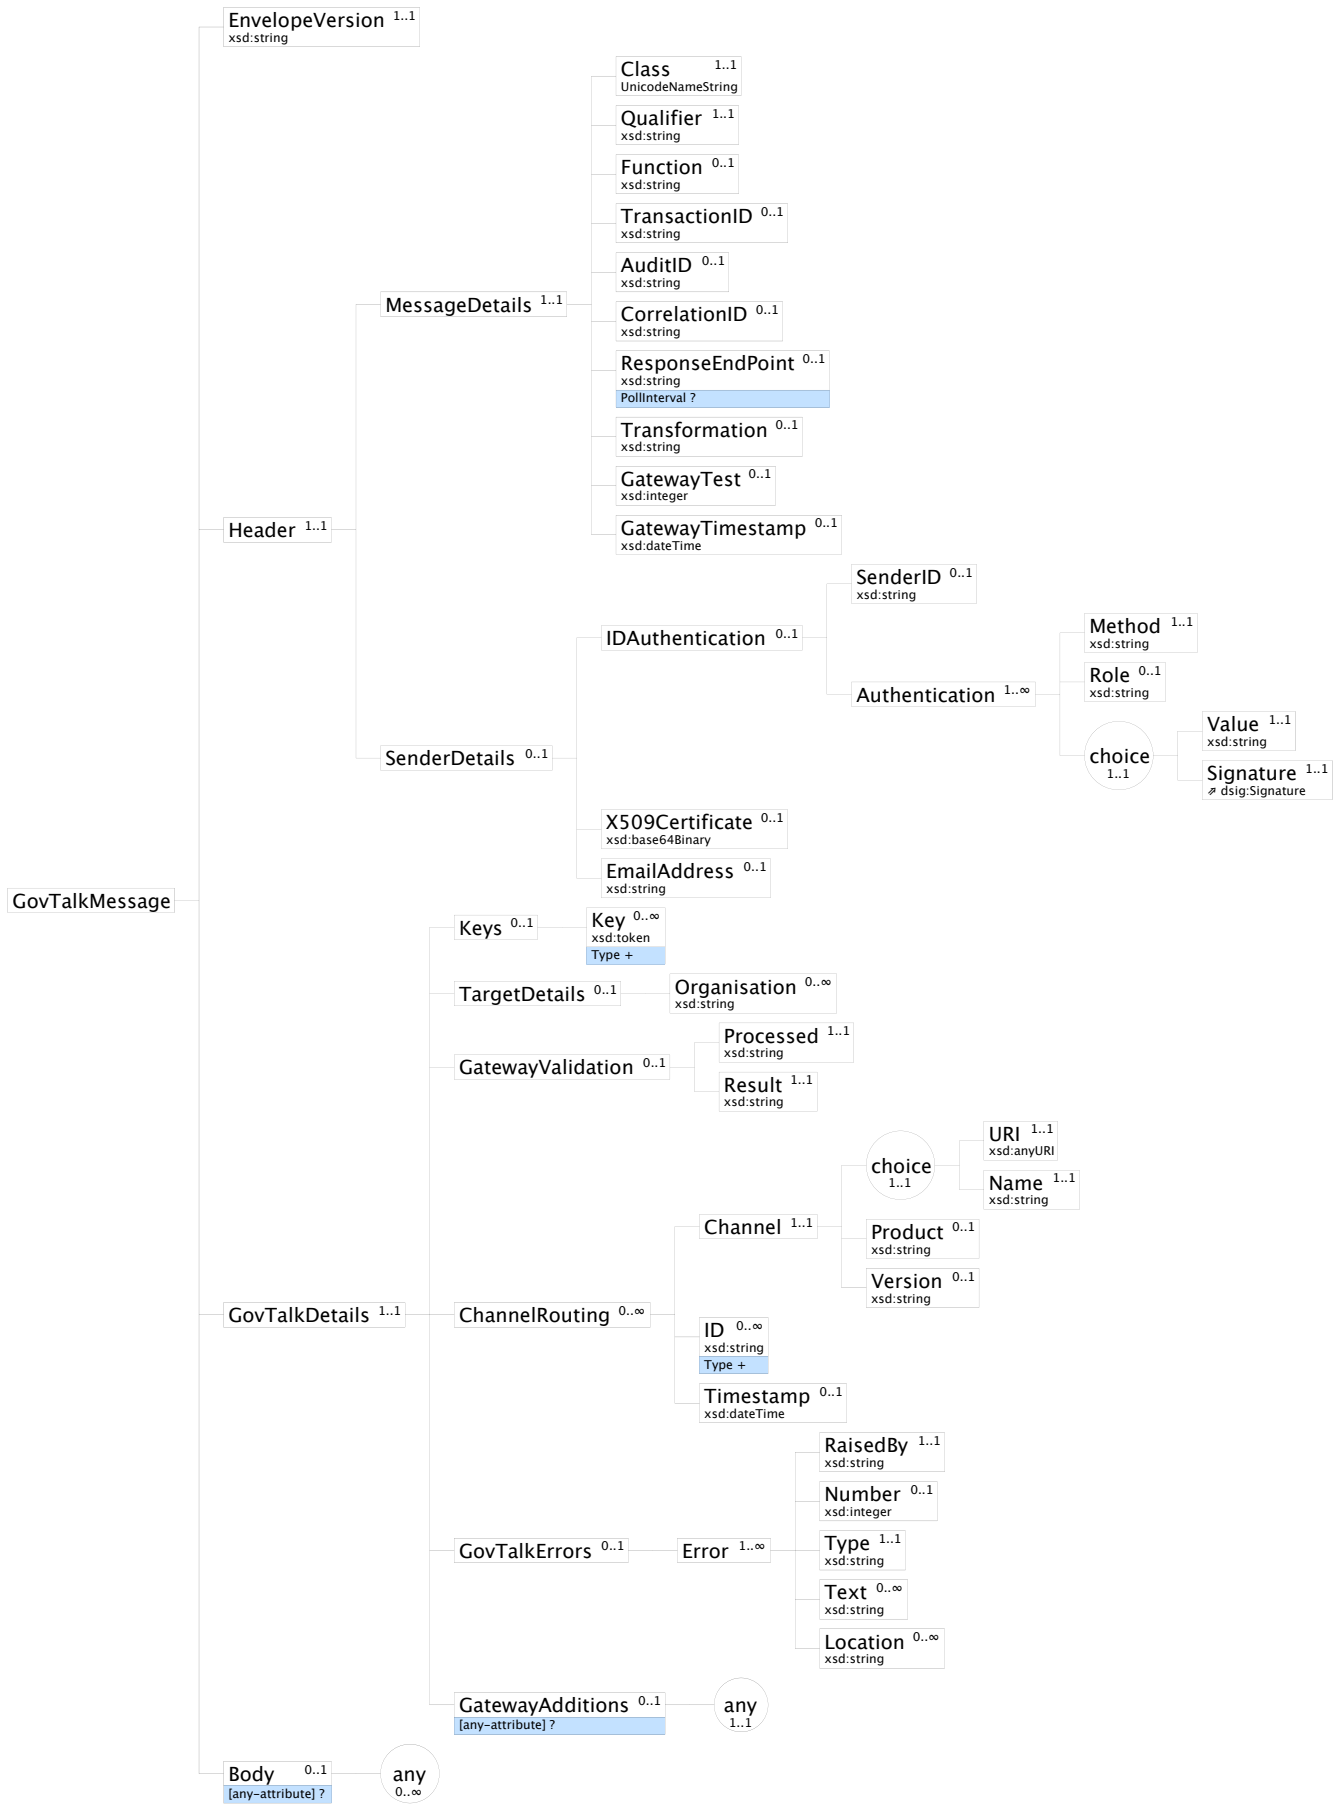 EnvelopeVersion 1..1
xsd:string
Class 1..1
UnicodeNameString
Qualifier 1..1
xsd:string
Function 0..1
xsd:string
TransactionID 0..1
xsd:string
AuditID 0..1
xsd:string
MessageDetails 1..1
CorrelationID 0..1
xsd:string
ResponseEndPoint 0..1
xsd:string
PollInterval ?
Transformation 0..1
xsd:string
GatewayTest 0..1
xsd:integer
Header 1..1
GatewayTimestamp 0..1
xsd:dateTime
SenderID 0..1
xsd:string
IDAuthentication 0..1
Method 1..1
xsd:string
Role 0..1
xsd:string
Authentication 1..∞
Value 1..1
xsd:string
choice
1..1
SenderDetails 0..1
Signature 1..1
⇗ dsig:Signature
X509Certificate 0..1
xsd:base64Binary
EmailAddress 0..1
xsd:string
GovTalkMessage
Keys 0..1
Key 0..∞
xsd:token
Type +
TargetDetails 0..1
Organisation 0..∞
xsd:string
GatewayValidation 0..1
Processed 1..1
xsd:string
Result 1..1
xsd:string
choice
1..1
URI 1..1
xsd:anyURI
Name 1..1
xsd:string
Channel 1..1
Product 0..1
xsd:string
Version 0..1
xsd:string
GovTalkDetails 1..1
ChannelRouting 0..∞
ID 0..∞
xsd:string
Type +
Timestamp 0..1
xsd:dateTime
RaisedBy 1..1
xsd:string
Number 0..1
xsd:integer
GovTalkErrors 0..1
Error 1..∞
Type 1..1
xsd:string
Text 0..∞
xsd:string
Location 0..∞
xsd:string
GatewayAdditions 0..1
[any-attribute] ?
any
1..1
Body 0..1
[any-attribute] ?
any
0..∞